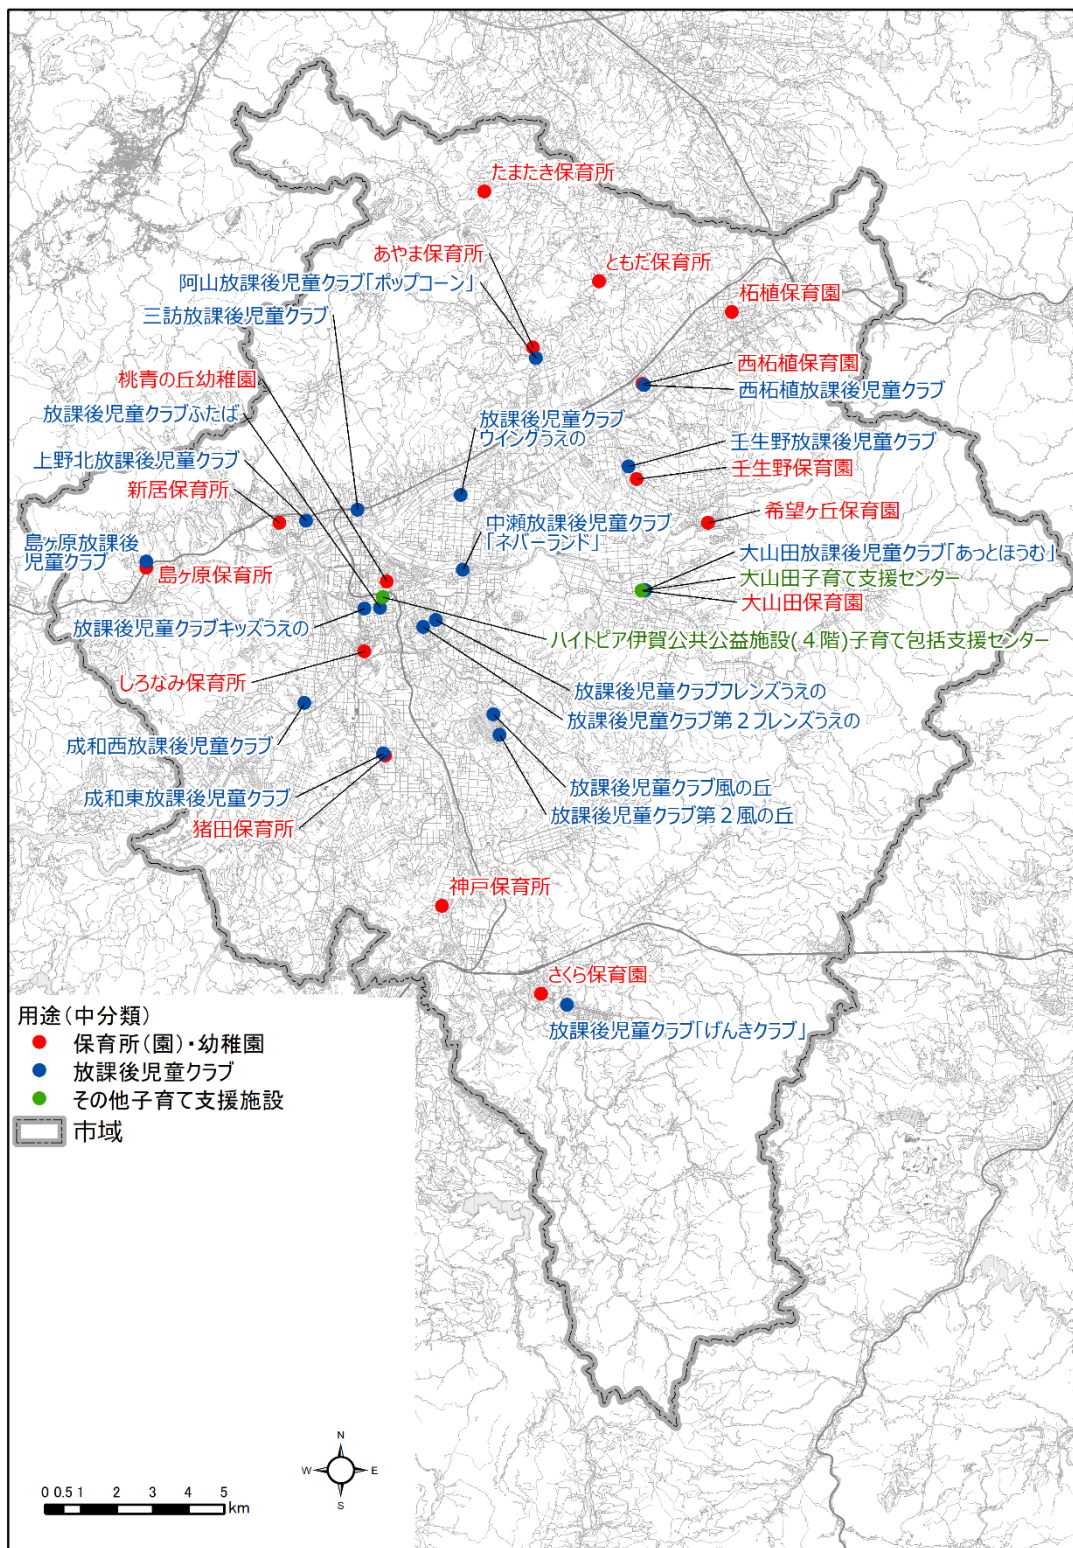 たまたき保育所
あやま保育所
ともだ保育所
阿山放課後児童クラブ「ポップコーン」
柘植保育園
三訪放課後児童クラブ
西柘植保育園
桃青の丘幼稚園
西柘植放課後児童クラブ
放課後児童クラブふたば
放課後児童クラブ
ウイングうえの
壬生野放課後児童クラブ
上野北放課後児童クラブ
壬生野保育園
新居保育所
希望ヶ丘保育園
中瀬放課後児童クラブ
「ネバーランド」
島ヶ原放課後
児童クラブ
大山田放課後児童クラブ「あっとほうむ」
島ヶ原保育所
大山田子育て支援センター
大山田保育園
放課後児童クラブキッズうえの
ハイトピア伊賀公共公益施設(４階)子育て包括支援センター
しろなみ保育所
放課後児童クラブフレンズうえの
放課後児童クラブ第２フレンズうえの
成和西放課後児童クラブ
放課後児童クラブ風の丘
成和東放課後児童クラブ
放課後児童クラブ第２風の丘
猪田保育所
神戸保育所
さくら保育園
放課後児童クラブ「げんきクラブ」
用途(中分類)
保育所(園)・幼稚園
放課後児童クラブ
その他子育て支援施設
市域
N
W E
S
0 0.5 1 2 3 4 5
km